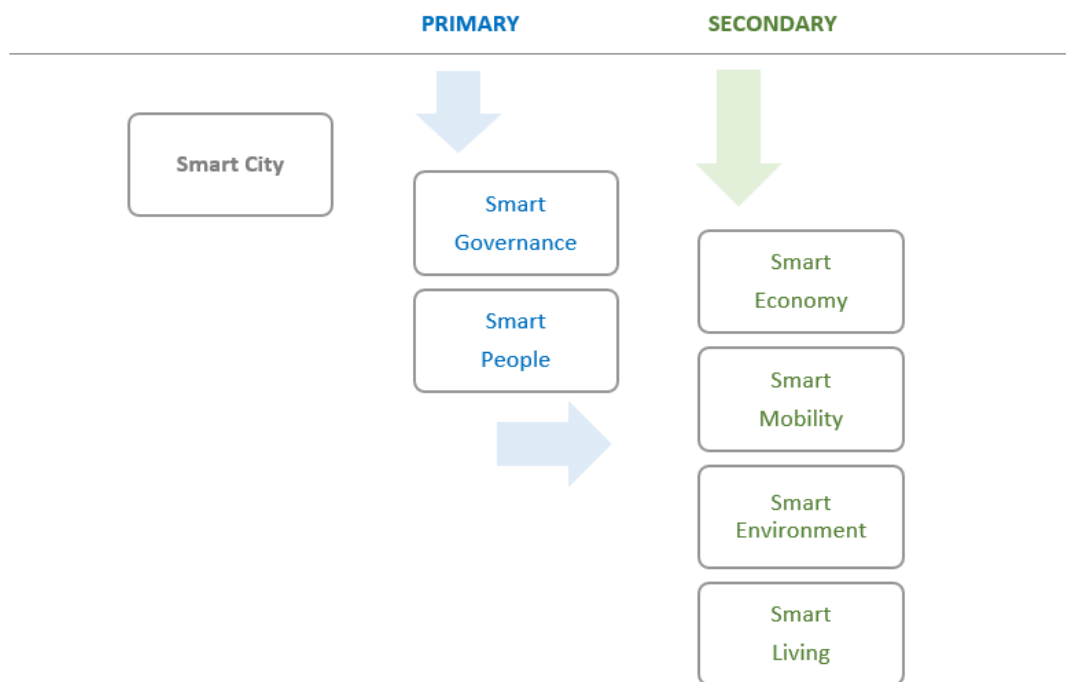 PRIMARY
SECONDARY
Smart City
Smart
Governance
Smart
People
Smart
Economy
Smart
Mobility
Smart
Environment
Smart
Living